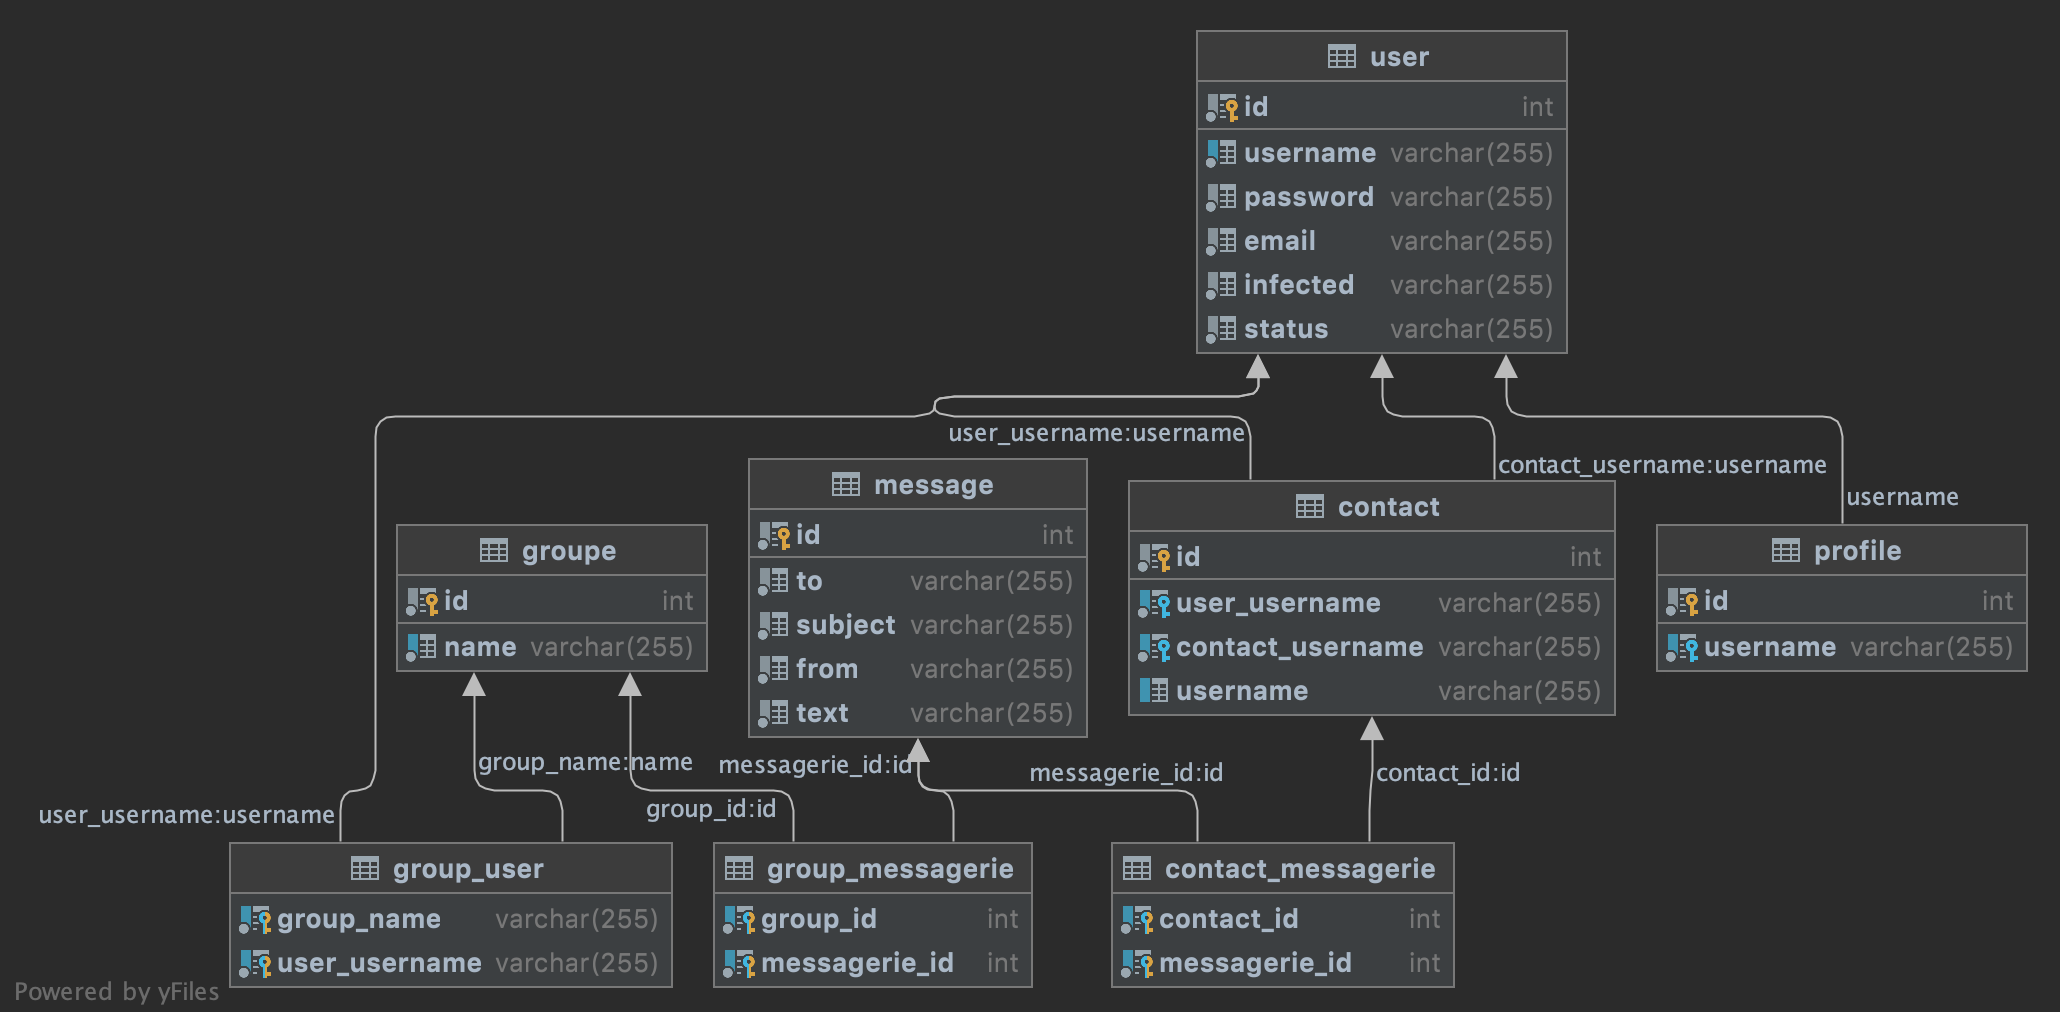 user
id int
username varchar(255)
password varchar(255)
email varchar(255)
infected varchar(255)
status varchar(255)
user_username:username
contact_username:username
username
message
id int
to varchar(255)
subject varchar(255)
from varchar(255)
text varchar(255)
contact
id int
user_username varchar(255)
contact_username varchar(255)
username varchar(255)
groupe
id int
name varchar(255)
profile
id int
username varchar(255)
group_name:name
messagerie_id:id
messagerie_id:id
contact_id:id
group_id:id
user_username:username
group_user
group_name varchar(255)
user_username varchar(255)
group_messagerie
group_id int
messagerie_id int
contact_messagerie
contact_id int
messagerie_id int
Powered by yFiles